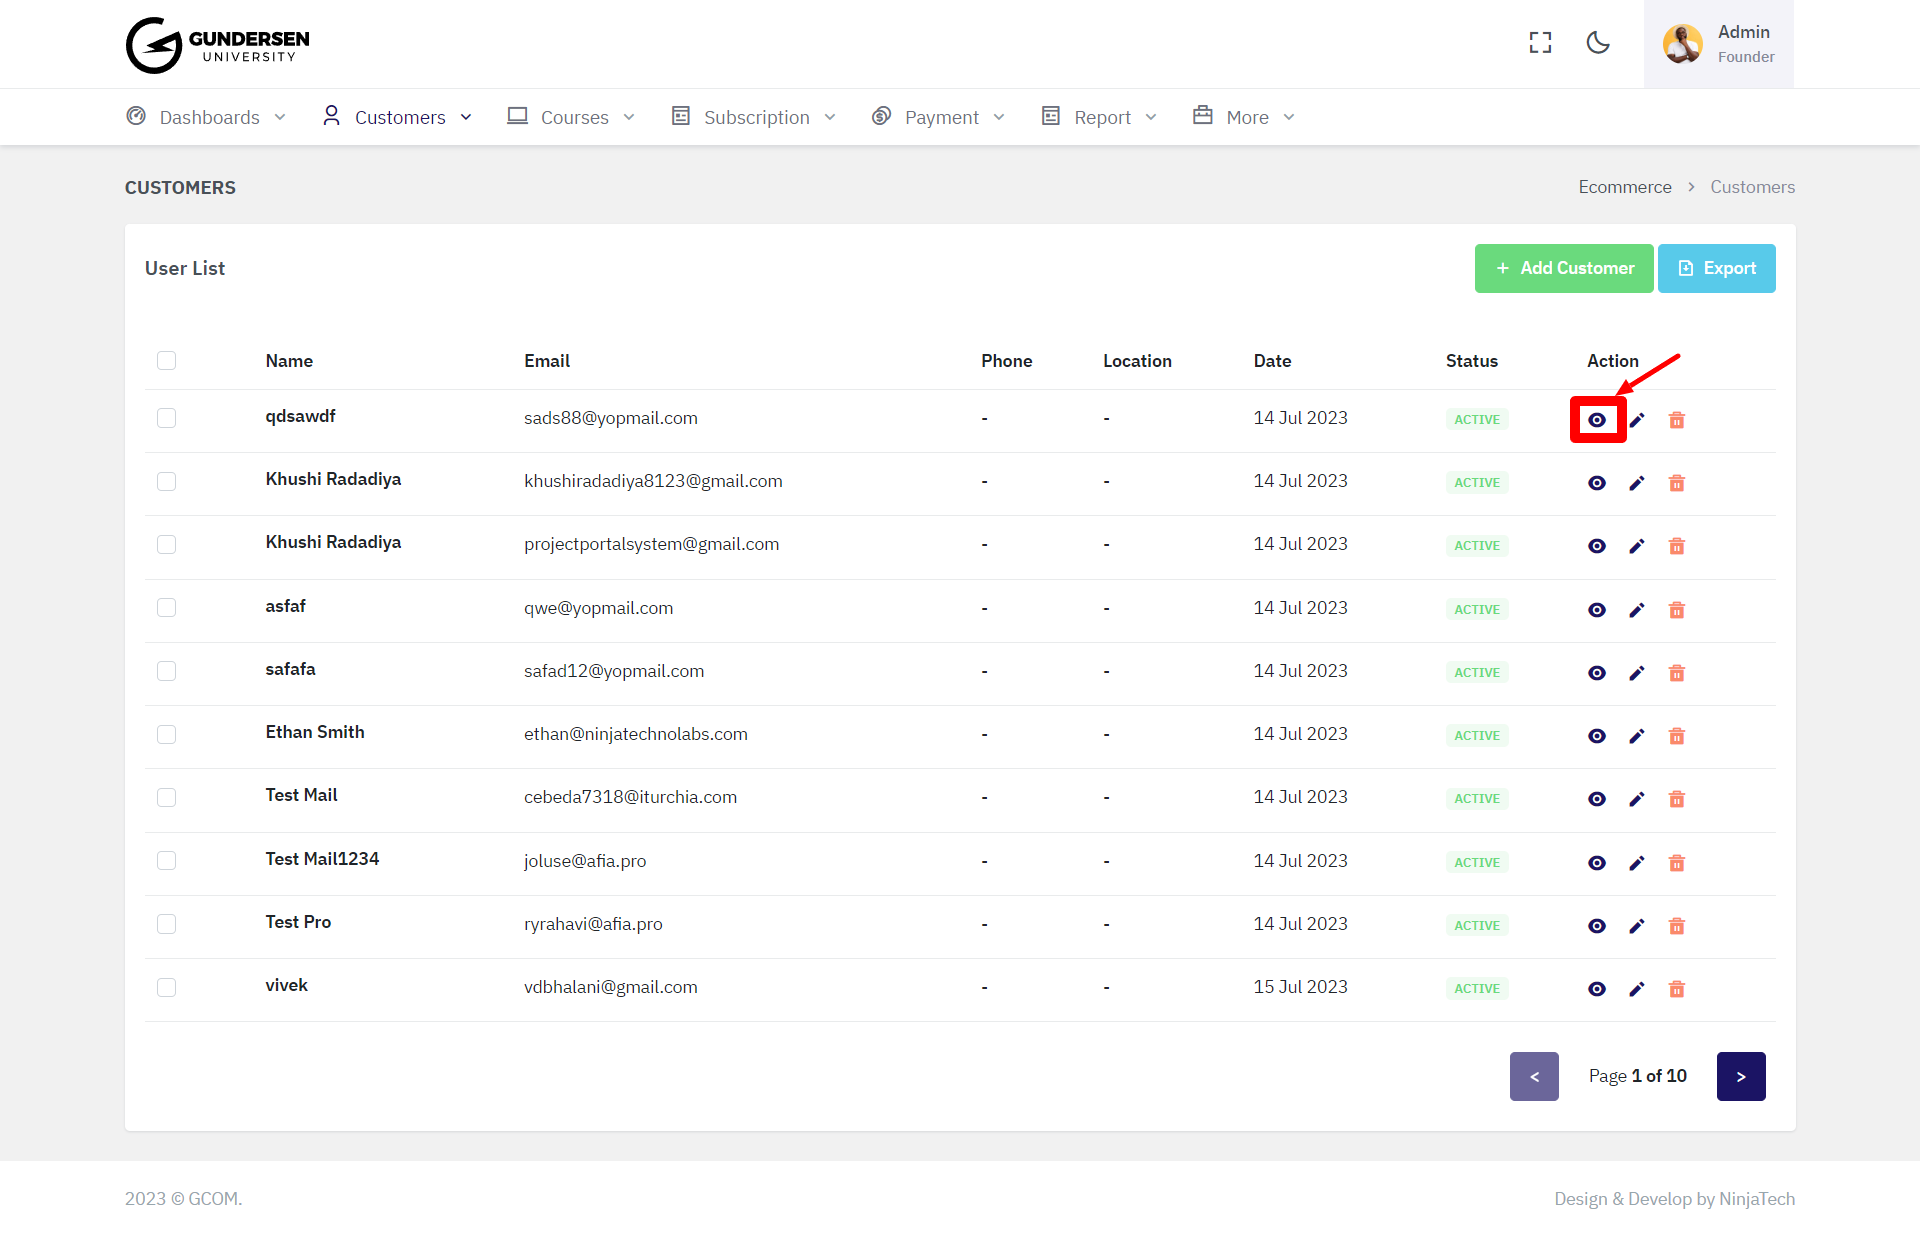 GUNDERSEN
UNIVERSITY
Admin
Founder
Dashboards Customers Courses Subscription Payment Report More
CUSTOMERS
Ecommerce > Customers
User List
+ Add Customer Export
Name Email Phone Location Date Status Action
qdsawdf sads88@yopmail.com - - 14 Jul 2023 ACTIVE
Khushi Radadiya khushiradadiya8123@gmail.com - - 14 Jul 2023 ACTIVE
Khushi Radadiya projectportalsystem@gmail.com - - 14 Jul 2023 ACTIVE
asfaf qwe@yopmail.com - - 14 Jul 2023 ACTIVE
safafa safad12@yopmail.com - - 14 Jul 2023 ACTIVE
Ethan Smith ethan@ninjatechnolabs.com - - 14 Jul 2023 ACTIVE
Test Mail cebeda7318@iturchia.com - - 14 Jul 2023 ACTIVE
Test Mail1234 joluse@afia.pro - - 14 Jul 2023 ACTIVE
Test Pro ryrahavi@afia.pro - - 14 Jul 2023 ACTIVE
vivek vdbhalani@gmail.com - - 15 Jul 2023 ACTIVE
< Page 1 of 10 >
2023 © GCOM.
Design & Develop by NinjaTech